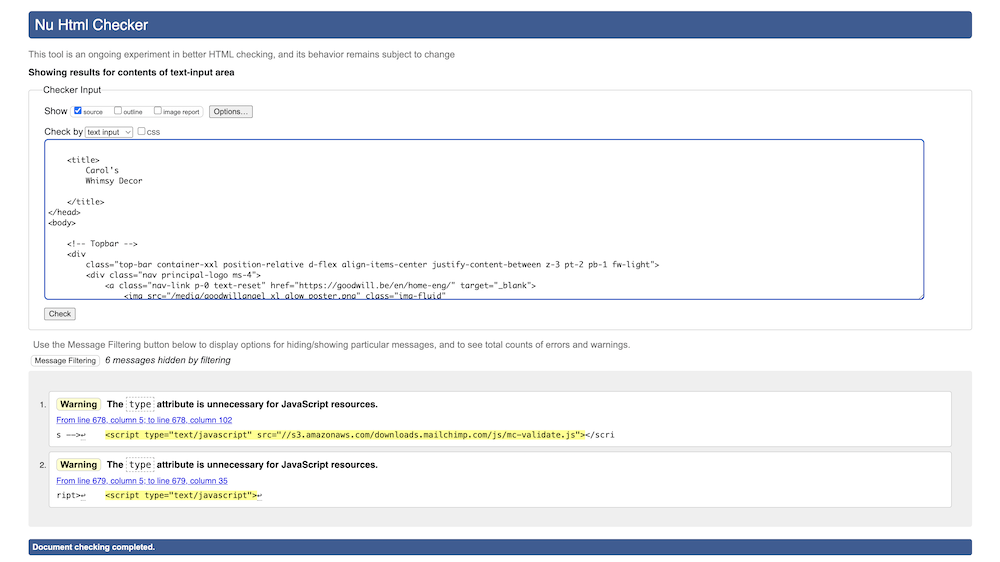 Nu Html Checker
This tool is an ongoing experiment in better HTML checking, and its behavior remains subject to change
Showing results for contents of text-input area
Checker Input
Show source outline image report Options...
Check by text input css
<title>
Carol's
Whimsy Decor
</title>
</head>
<body>
<!-- Topbar -->
<div
class="top-bar container-xxl position-relative d-flex align-items-center justify-content-between z-3 pt-2 pb-1 fw-light">
<div class="nav principal-logo ms-4">
<a class="nav-link p-0 text-reset" href="https://goodwill.be/en/home-eng/" target="_blank">
<img src="/media/goodwillangel_xl_glow_poster.png" class="img-fluid"
Check
Use the Message Filtering button below to display options for hiding/showing particular messages, and to see total counts of errors and warnings.
Message Filtering 6 messages hidden by filtering
1. Warning The type attribute is unnecessary for JavaScript resources.
From line 678, column 5; to line 678, column 102
s -->↩ <script type="text/javascript" src="//s3.amazonaws.com/downloads.mailchimp.com/js/mc-validate.js"></scri
2. Warning The type attribute is unnecessary for JavaScript resources.
From line 679, column 5; to line 679, column 35
ript>↩ <script type="text/javascript">↩
Document checking completed.